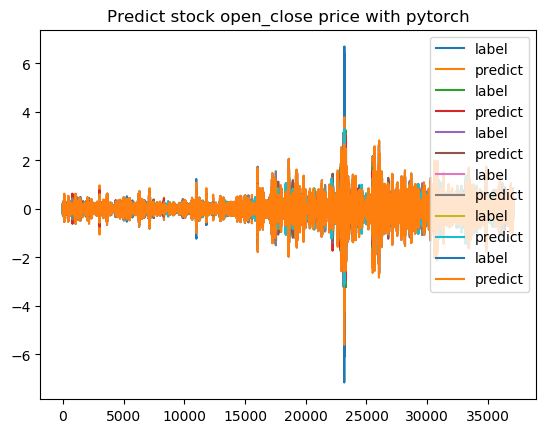 Predict stock open_close price with pytorch
label
predict
label
predict
label
predict
label
predict
label
predict
label
predict
6
4
2
0
−2
−4
−6
0 5000 10000 15000 20000 25000 30000 35000